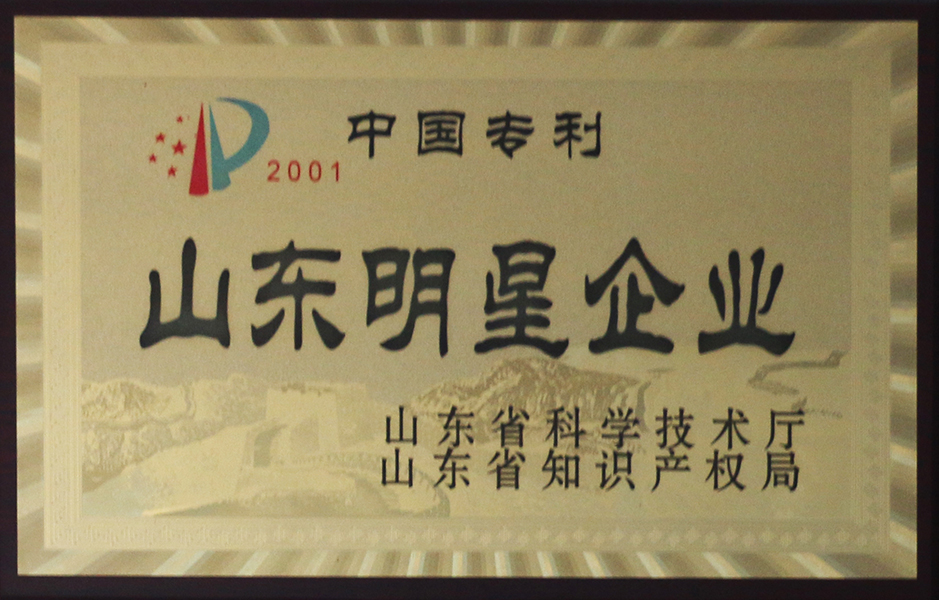 中国专利
2001
山东明星企业
山东省科学技术厅
山东省知识产权局